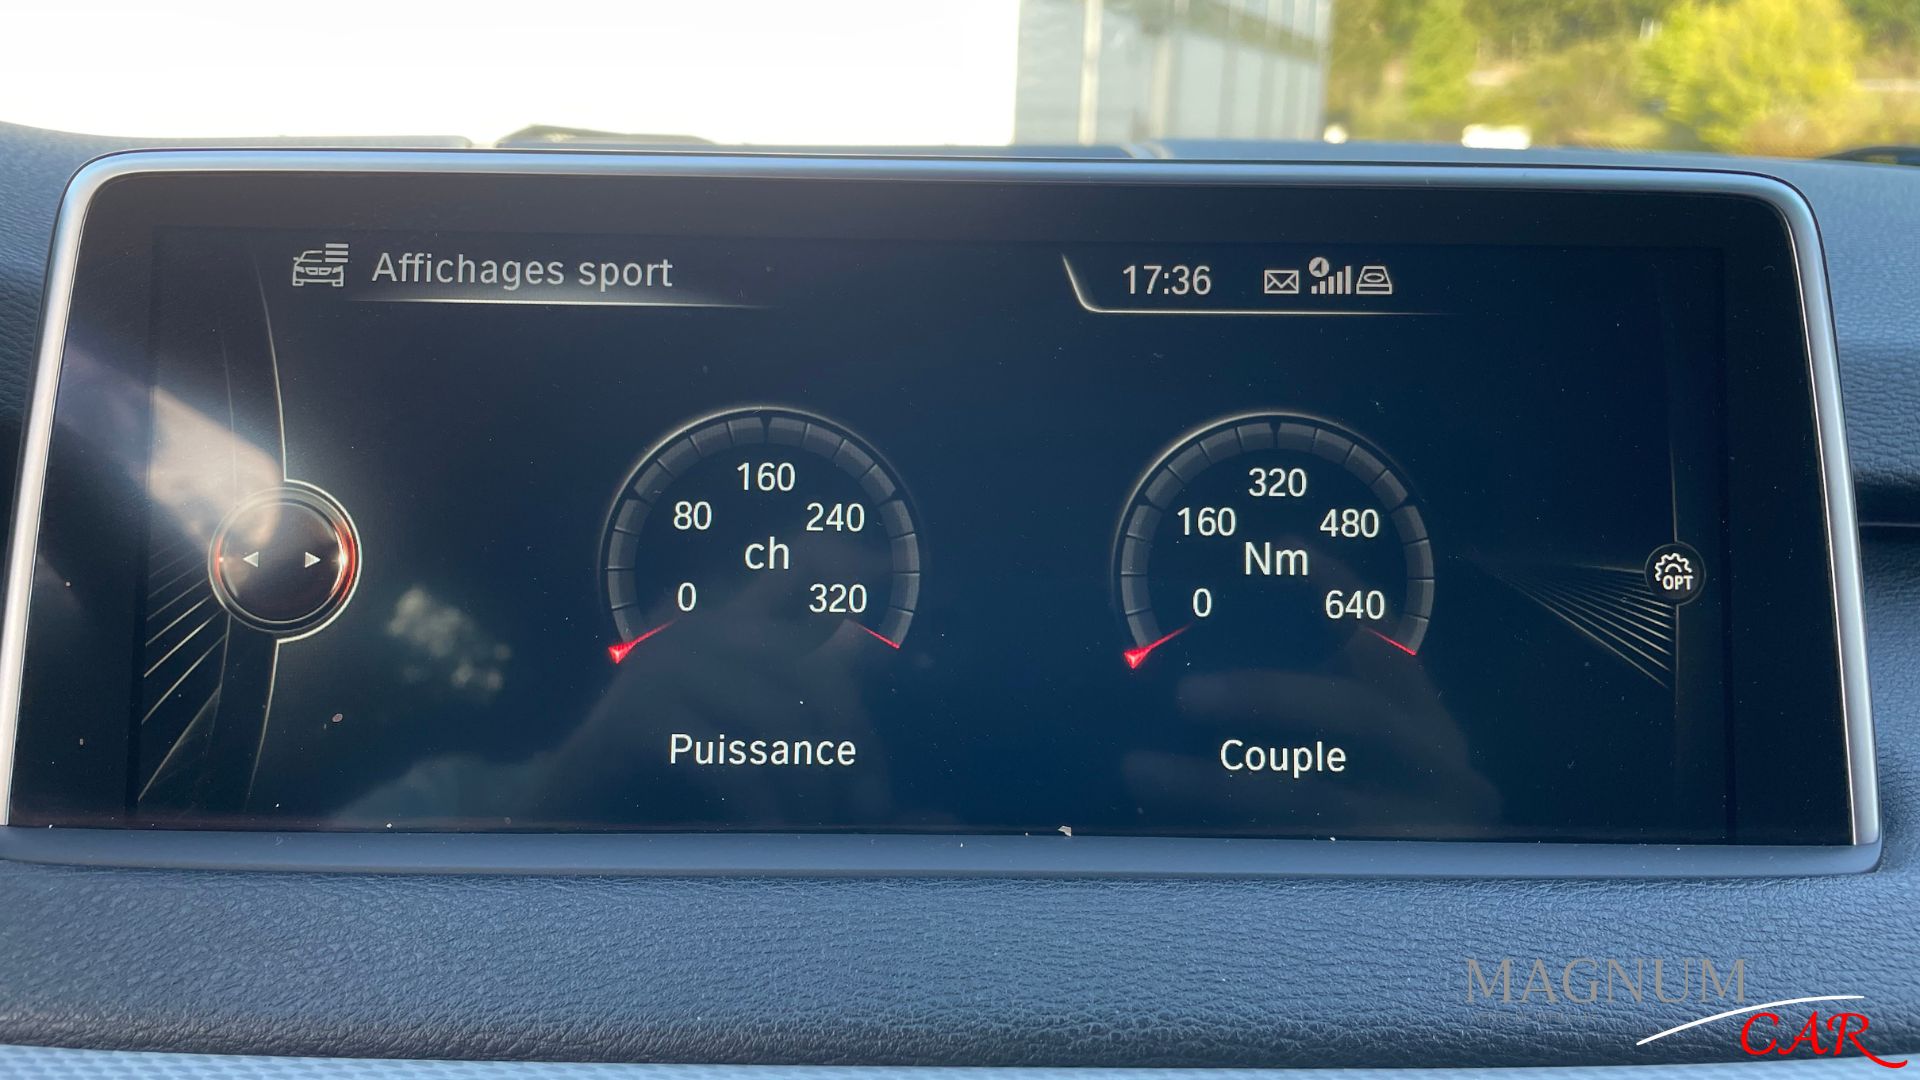 Affichages sport
17:36
160
80
240
ch
0
320
Puissance
320
160
480
Nm
0
640
Couple
OPT
MAGNUM
CAR